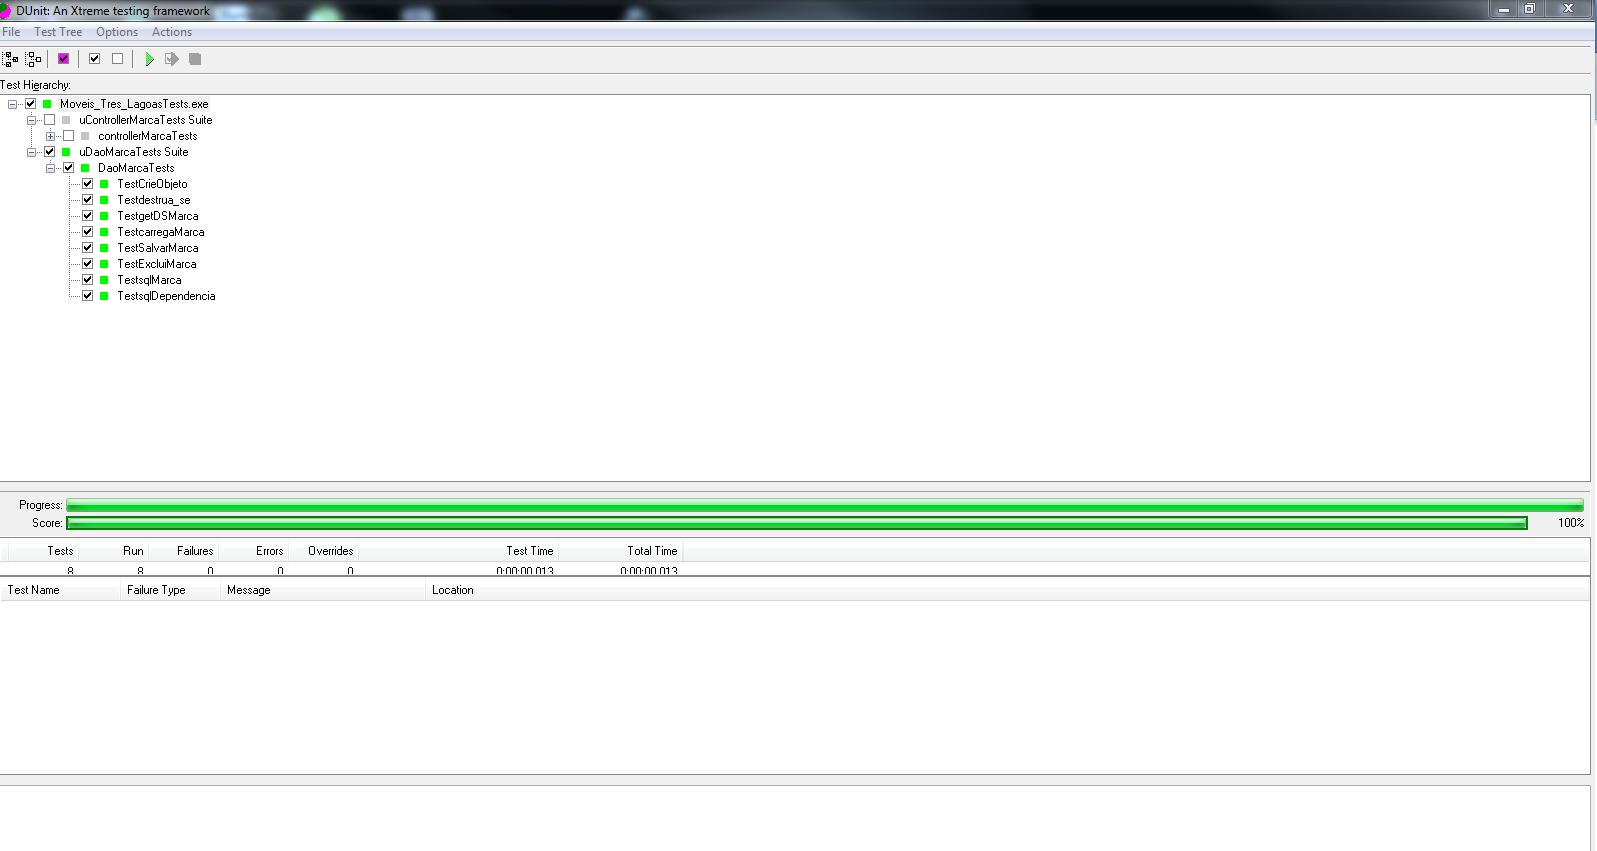 DUnit: An Xtreme testing framework
File Test Tree Options Actions
Test Hierarchy:
Moveis_Tres_LagoasTests.exe
uControllerMarcaTests Suite
controllerMarcaTests
uDaoMarcaTests Suite
DaoMarcaTests
TestCrieObjeto
Testdestrua_se
TestgetDSMarca
TestcarregaMarca
TestSalvarMarca
TestExcluiMarca
TestsqlMarca
TestsqlDependencia
Progress:
Score: 100%
Tests Run Failures Errors Overrides Test Time Total Time
8 8 0 0 0 0:00:00.013 0:00:00.013
Test Name Failure Type Message Location